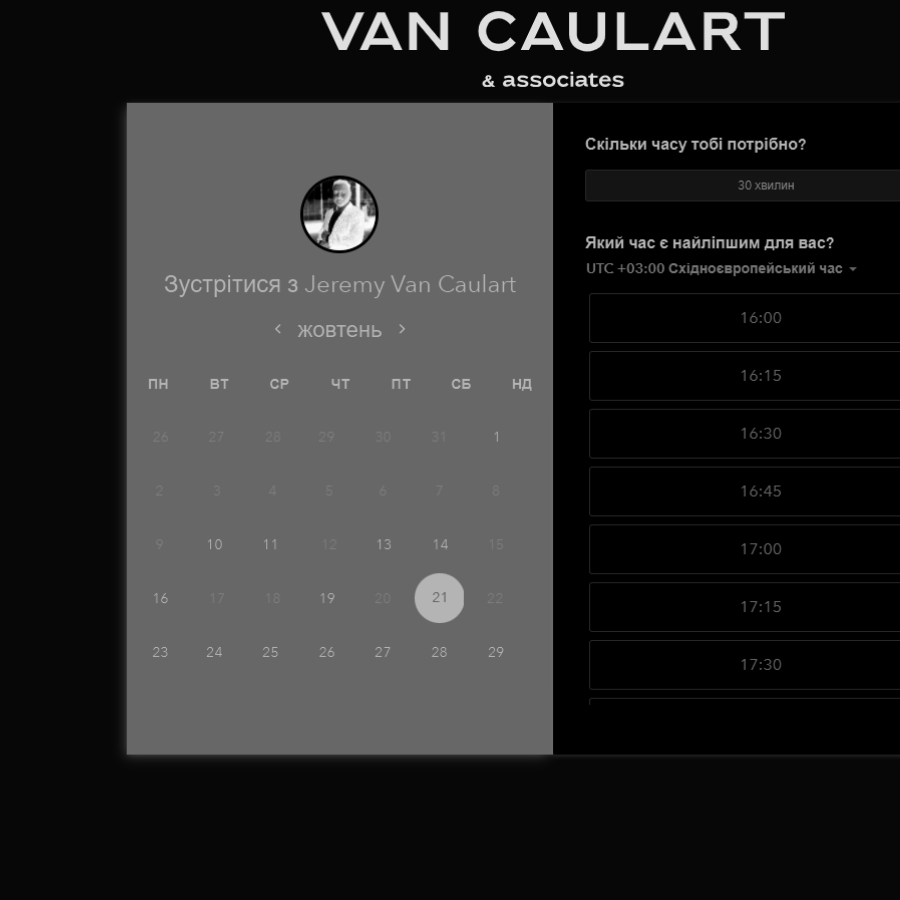 VAN CAULART
& associates
Зустрітися з Jeremy Van Caulart
жовтень
ПН ВТ СР ЧТ ПТ СБ НД
26 27 28 29 30 31 1
2 3 4 5 6 7 8
9 10 11 12 13 14 15
16 17 18 19 20 21 22
23 24 25 26 27 28 29
Скільки часу тобі потрібно?
30 хвилин
Який час є найліпшим для вас?
UTC +03:00 Східноєвропейський час
16:00
16:15
16:30
16:45
17:00
17:15
17:30